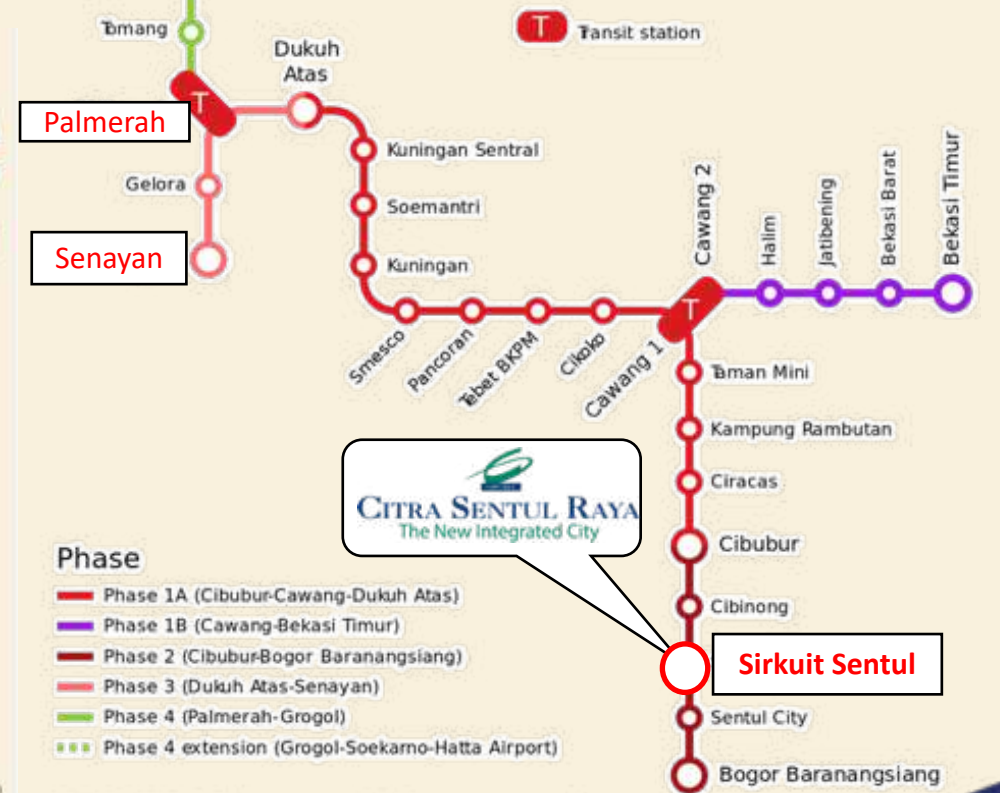 Tomang
T
Transit station
Dukuh
Atas
T
Palmerah
Kuningan Sentral
Gelora
Soemantri
Senayan
Kuningan
Cawang 2
Halim
Jatibening
Bekasi Barat
Bekasi Timur
T
Smesco
Pancoran
Tebet BKPM
Cikoko
Cawang 1
Taman Mini
Kampung Rambutan
Ciracas
CITRA SENTUL RAYA
The New Integrated City
Cibubur
Cibinong
Sirkuit Sentul
Sentul City
Bogor Baranangsiang
Phase
Phase 1A (Cibubur-Cawang-Dukuh Atas)
Phase 1B (Cawang-Bekasi Timur)
Phase 2 (Cibubur-Bogor Baranangsiang)
Phase 3 (Dukuh Atas-Senayan)
Phase 4 (Palmerah-Grogol)
Phase 4 extension (Grogol-Soekarno-Hatta Airport)